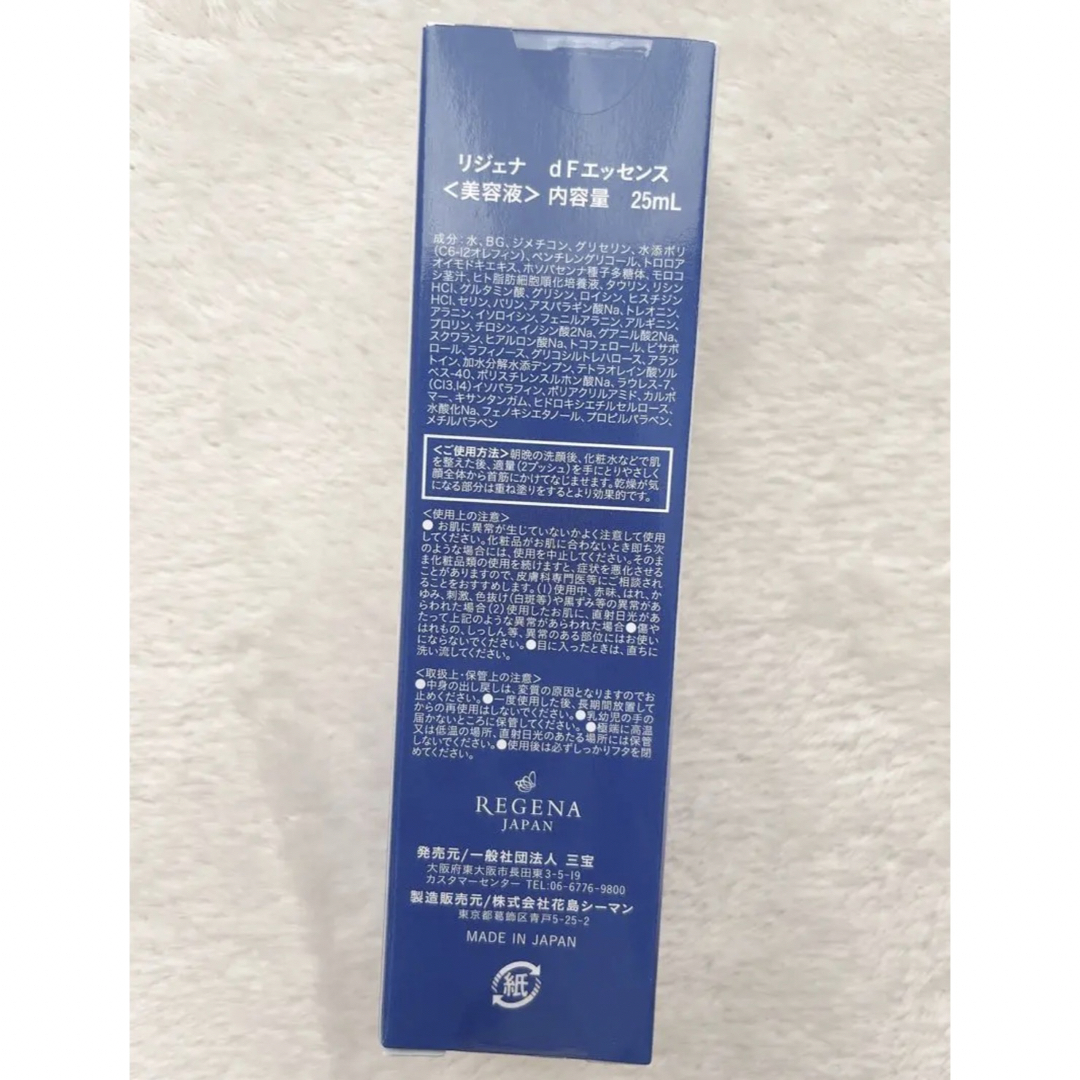 リジェナ　dFエッセンス
＜美容液＞ 内容量　25mL
成分：水、BG、ジメチコン、グリセリン、水添ポリ
(C6-12オレフィン)、ペンチレングリコール、トロロア
オイモドキエキス、ホソバセンナ種子多糖体、モロコ
シ茎汁、ヒト脂肪細胞順化培養液、タウリン、リシン
HCl、グルタミン酸、グリシン、ロイシン、ヒスチジン
HCl、セリン、バリン、アスパラギン酸Na、トレオニン、
アラニン、イソロイシン、フェニルアラニン、アルギニン、
プロリン、チロシン、イノシン酸2Na、グアニル酸2Na、
スクワラン、ヒアルロン酸Na、トコフェロール、ビサボ
ロール、ラフィノース、グリコシルトレハロース、アラン
トイン、加水分解水添デンプン、テトラオレイン酸ソル
ベス-40、ポリスチレンスルホン酸Na、ラウレス-7、
(C13,14)イソパラフィン、ポリアクリルアミド、カルボ
マー、キサンタンガム、ヒドロキシエチルセルロース、
水酸化Na、フェノキシエタノール、プロピルパラベン、
メチルパラベン
＜ご使用方法＞朝晩の洗顔後、化粧水などで肌
を整えた後、適量(2プッシュ)を手にとりやさしく
顔全体から首筋にかけてなじませます。乾燥が気
になる部分は重ね塗りをするとより効果的です。
＜使用上の注意＞
● お肌に異常が生じていないかよく注意して使用
してください。化粧品がお肌に合わないとき即ち次
のような場合には、使用を中止してください。そのま
ま化粧品類の使用を続けますと、症状を悪化させる
ことがありますので、皮膚科専門医等にご相談され
ることをおすすめします。(1)使用中、赤味、はれ、か
ゆみ、刺激、色抜け(白斑等)や黒ずみ等の異常があ
らわれた場合(2)使用したお肌に、直射日光があ
たって上記のような異常があらわれた場合●傷や
はれもの、しっしん等、異常のある部位にはお使い
にならないでください。●目に入ったときは、直ちに
洗い流してください。
＜取扱上・保管上の注意＞
●中身の出し戻しは、変質の原因となりますのでお
止めください。●一度使用した後、長期間放置して
からの再使用はしないでください。●乳幼児の手の
届かないところに保管してください。●極端に高温
又は低温の場所、直射日光のあたる場所には保管
しないでください。●使用後は必ずしっかりフタを閉
めてください。
REGENA
JAPAN
発売元/一般社団法人 三宝
大阪府東大阪市長田東3-5-19
カスタマーセンター TEL:06-6776-9800
製造販売元/株式会社花島シーマン
東京都葛飾区青戸5-25-2
MADE IN JAPAN
紙